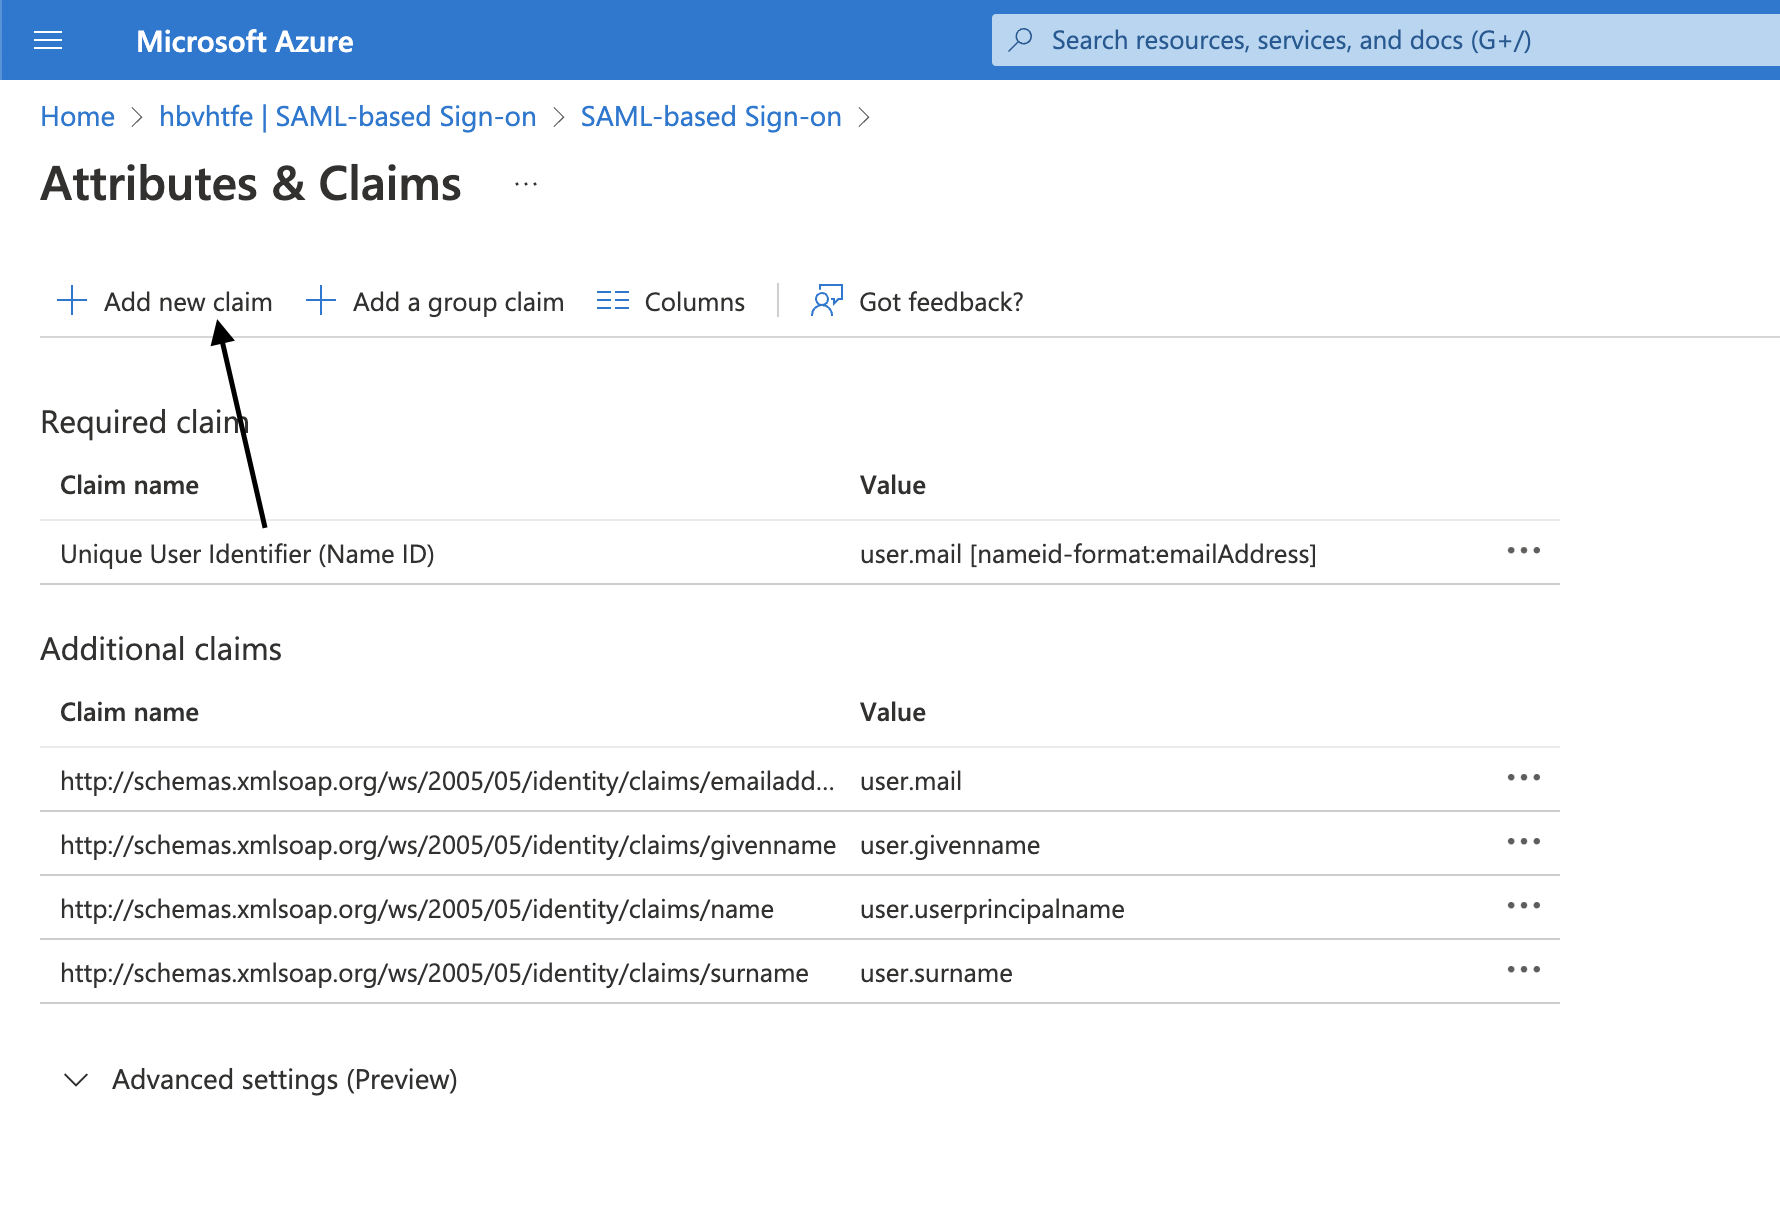 Microsoft Azure
Search resources, services, and docs (G+/)
Home > hbvhtfe | SAML-based Sign-on > SAML-based Sign-on >
Attributes & Claims ...
Add new claim Add a group claim Columns Got feedback?
Required claim
Claim name Value
Unique User Identifier (Name ID) user.mail [nameid-format:emailAddress]
Additional claims
Claim name Value
http://schemas.xmlsoap.org/ws/2005/05/identity/claims/emailadd... user.mail
http://schemas.xmlsoap.org/ws/2005/05/identity/claims/givenname user.givenname
http://schemas.xmlsoap.org/ws/2005/05/identity/claims/name user.userprincipalname
http://schemas.xmlsoap.org/ws/2005/05/identity/claims/surname user.surname
Advanced settings (Preview)